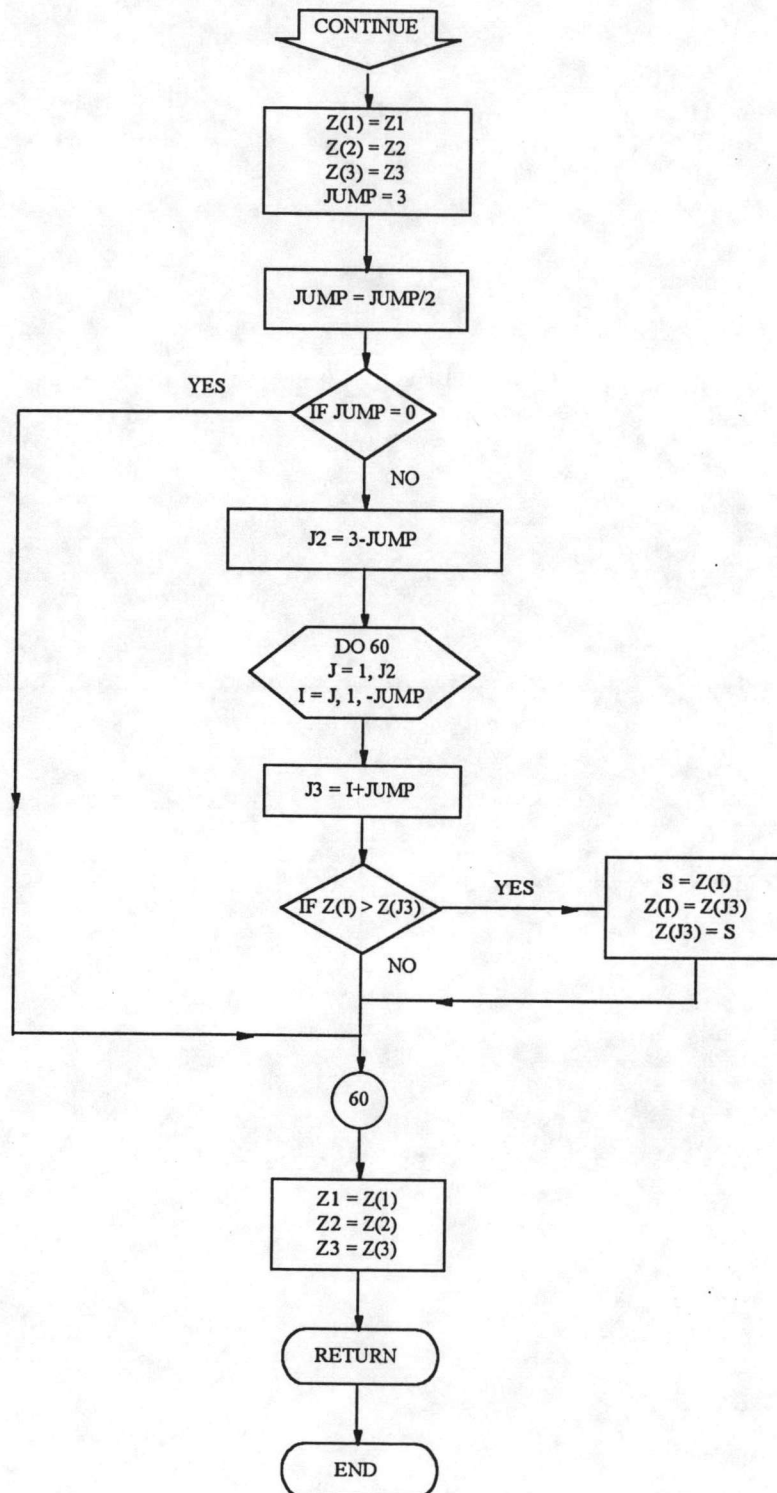 CONTINUE
Z(1) = Z1
Z(2) = Z2
Z(3) = Z3
JUMP = 3
JUMP = JUMP/2
YES
IF JUMP = 0
NO
J2 = 3-JUMP
DO 60
J = 1, J2
I = J, 1, -JUMP
J3 = I+JUMP
IF Z(I) > Z(J3)
YES
S = Z(I)
Z(I) = Z(J3)
Z(J3) = S
NO
60
Z1 = Z(1)
Z2 = Z(2)
Z3 = Z(3)
RETURN
END